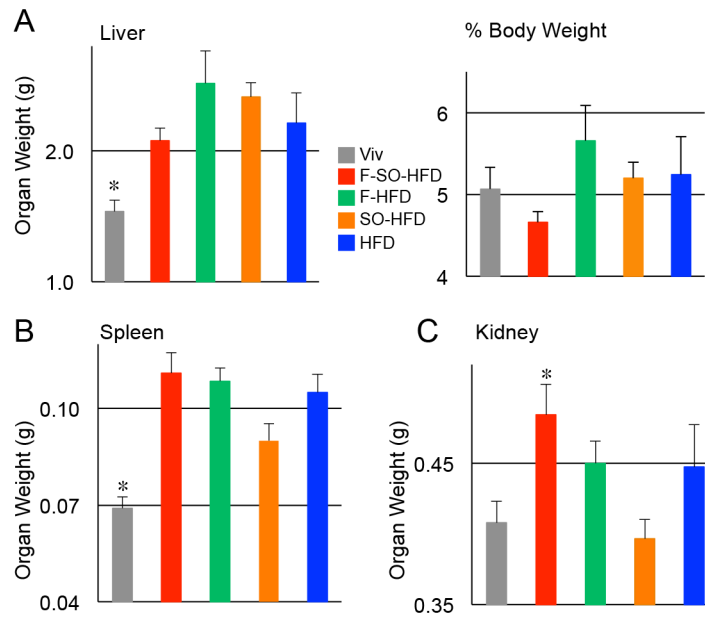 A
Liver
% Body Weight
Organ Weight (g)
2.0
1.0
*
Viv
F-SO-HFD
F-HFD
SO-HFD
HFD
6
5
4
B
Spleen
Organ Weight (g)
0.10
0.07
0.04
*
C
Kidney
Organ Weight (g)
0.45
0.35
*